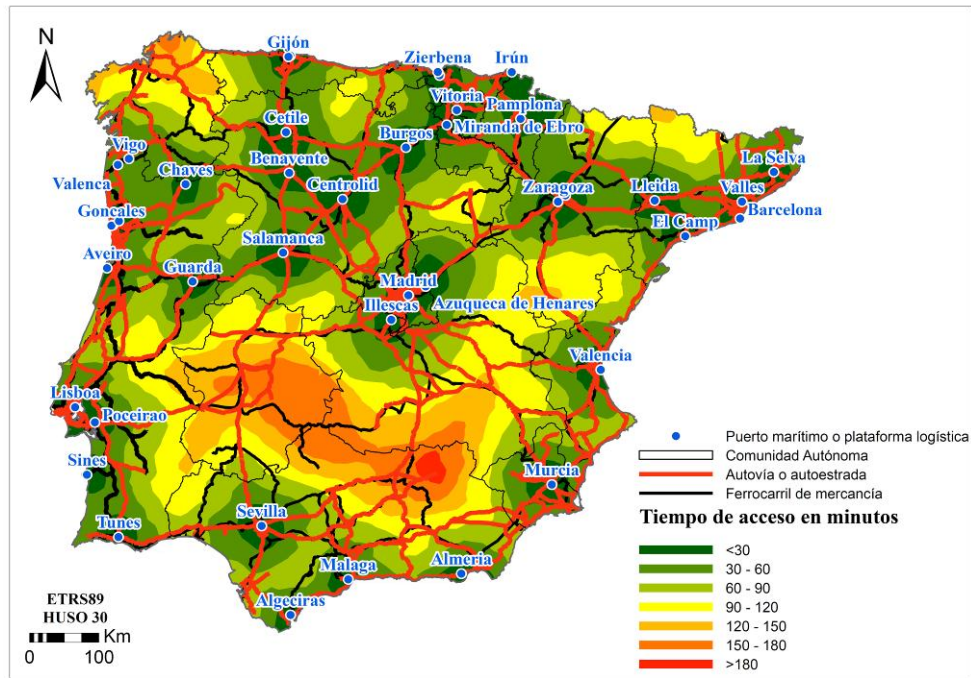 N
Gijón
Zierbena
Irún
Vitoria
Pamplona
Cetile
Burgos
Miranda de Ebro
Vigo
Benavente
La Selva
Chaves
Valenca
Centrolid
Zaragoza
Lleida
Valles
Goncales
Barcelona
El Camp
Salamanca
Aveiro
Guarda
Madrid
Illescas
Azuqueca de Henares
Valencia
Lisboa
Poceirao
Sines
Murcia
Tunes
Sevilla
Malaga
Almeria
Algeciras
Puerto marítimo o plataforma logística
Comunidad Autónoma
Autovía o autoestrada
Ferrocarril de mercancía
Tiempo de acceso en minutos
<30
30 - 60
60 - 90
90 - 120
120 - 150
150 - 180
>180
ETRS89
HUSO 30
Km
0 100